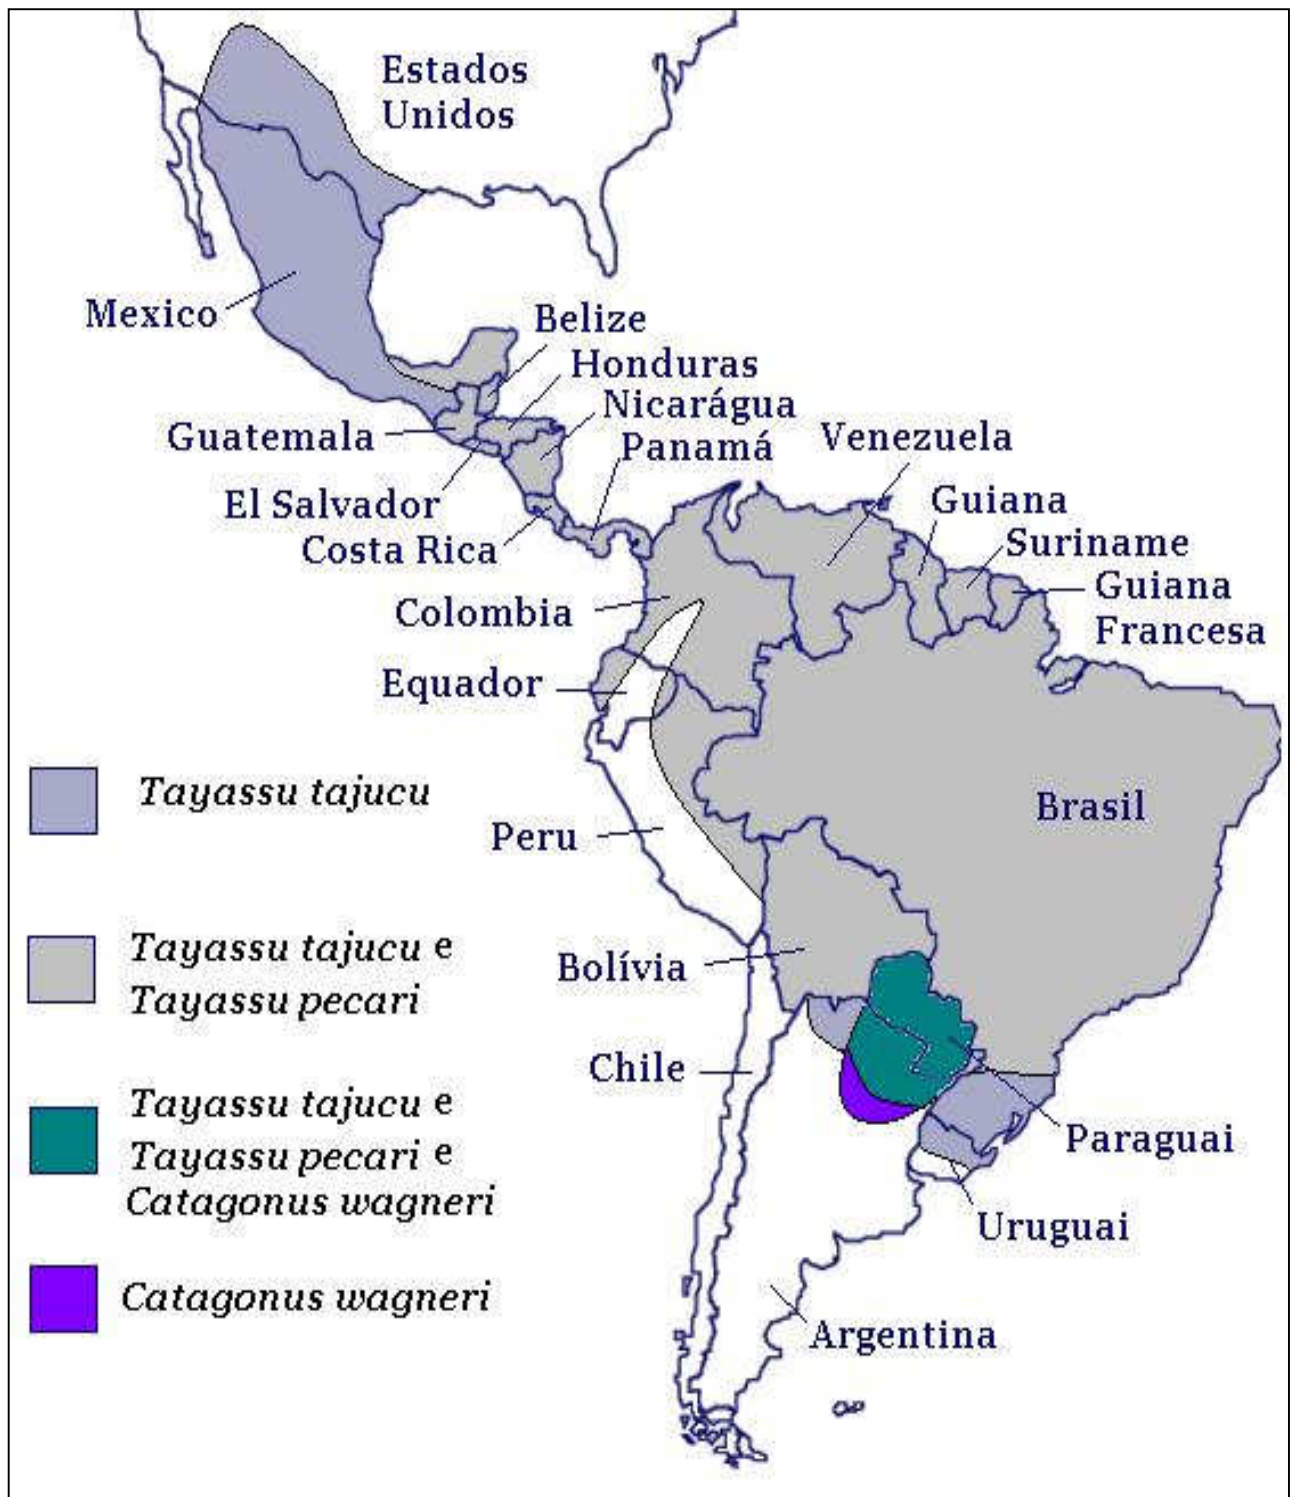 Estados
Unidos
Mexico
Belize
Honduras
Nicarágua
Guatemala
Panamá
Venezuela
El Salvador
Guiana
Costa Rica
Suriname
Colombia
Guiana
Francesa
Equador
Tayassu tajucu
Brasil
Peru
Tayassu tajucu e
Tayassu pecari
Bolívia
Chile
Tayassu tajucu e
Tayassu pecari e
Catagonus wagneri
Paraguai
Uruguai
Catagonus wagneri
Argentina